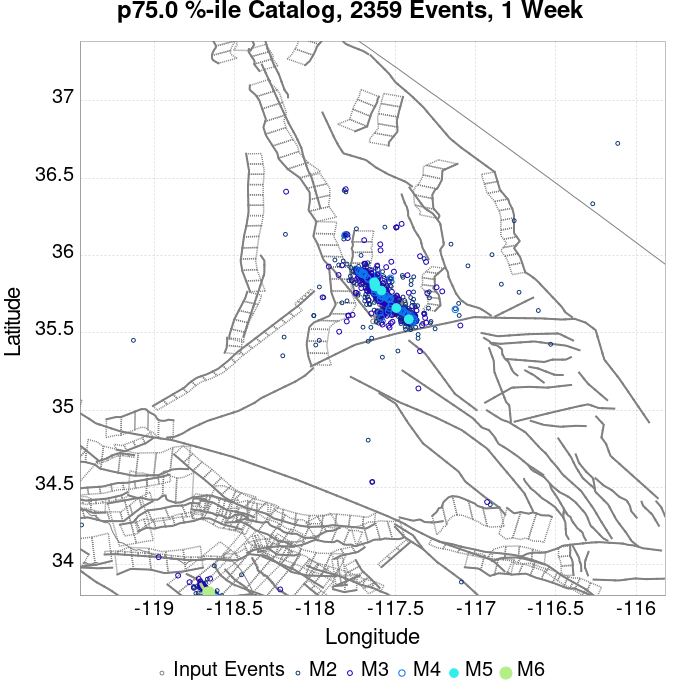 p75.0 %-ile Catalog, 2359 Events, 1 Week
37
36.5
36
35.5
35
34.5
34
Latitude
-119
-118.5
-118
-117.5
-117
-116.5
-116
Longitude
Input Events
M2
M3
M4
M5
M6